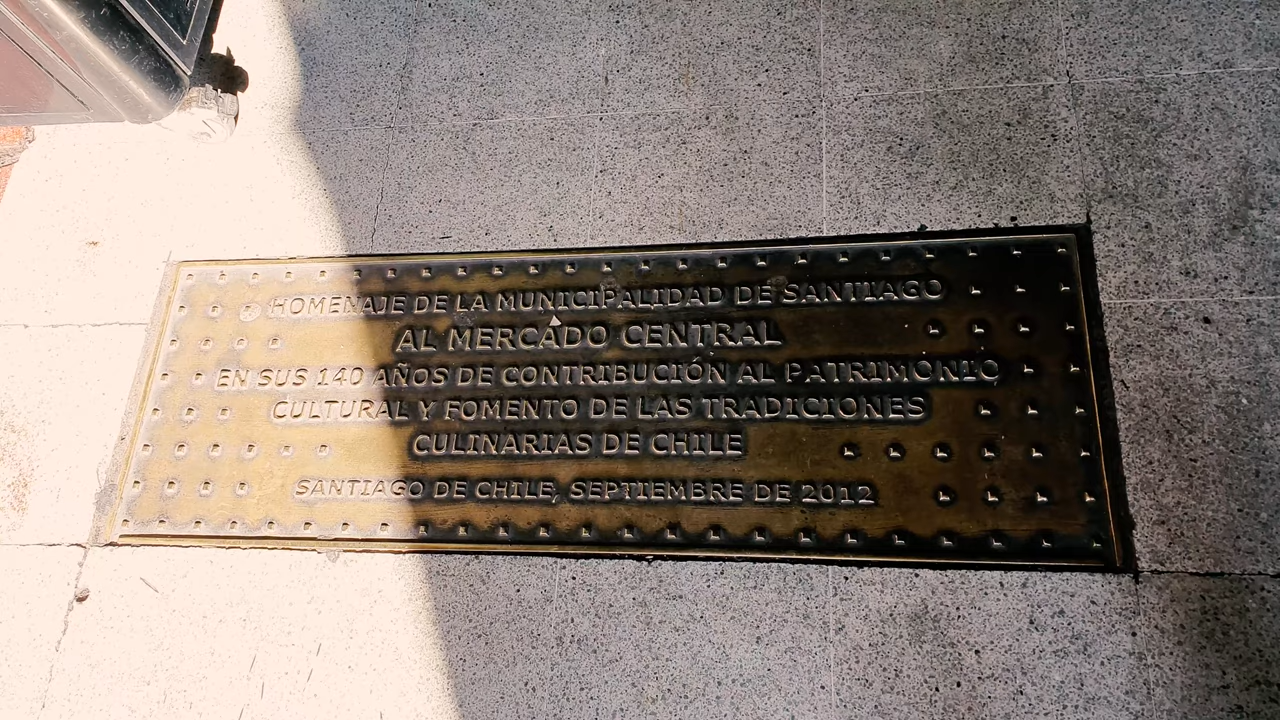 HOMENAJE DE LA MUNICIPALIDAD DE SANTIAGO
AL MERCADO CENTRAL
EN SUS 140 AÑOS DE CONTRIBUCIÓN AL PATRIMONIO
CULTURAL Y FOMENTO DE LAS TRADICIONES
CULINARIAS DE CHILE
SANTIAGO DE CHILE, SEPTIEMBRE DE 2012